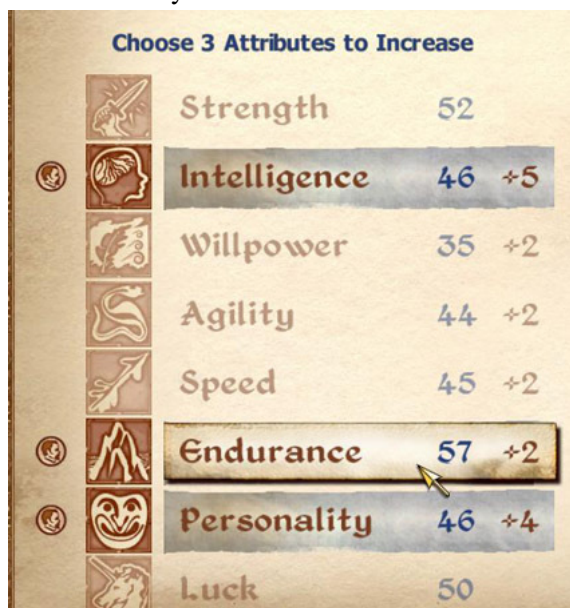 Choose 3 Attributes to Increase
Strength 52
Intelligence 46 +5
Willpower 35 +2
Agility 44 +2
Speed 45 +2
Endurance 57 +2
Personality 46 +4
Luck 50